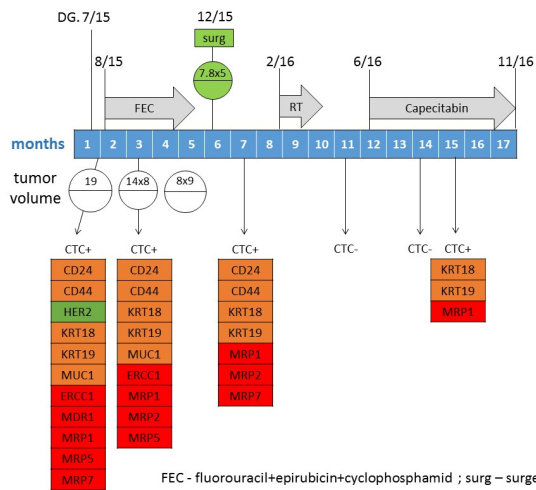 DG. 7/15
12/15
surg
8/15
7.8x5
2/16
6/16
11/16
FEC
RT
Capecitabin
months 1 2 3 4 5 6 7 8 9 10 11 12 13 14 15 16 17
tumor
volume
19
14x8
8x9
CTC+
CD24
CD44
HER2
KRT18
KRT19
MUC1
ERCC1
MDR1
MRP1
MRP5
MRP7
CTC+
CD24
CD44
KRT18
KRT19
MUC1
ERCC1
MRP1
MRP2
MRP5
CTC+
CD24
CD44
KRT18
KRT19
MRP1
MRP2
MRP7
CTC-
CTC-
CTC+
KRT18
KRT19
MRP1
FEC - fluorouracil+epirubicin+cyclophosphamid ; surg – surge